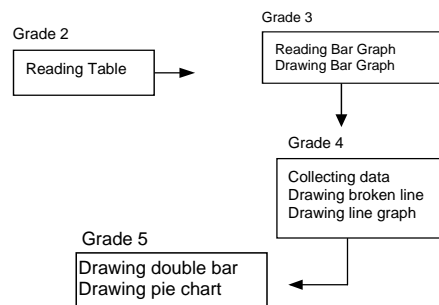 Grade 2
Reading Table
Grade 3
Reading Bar Graph
Drawing Bar Graph
Grade 4
Collecting data
Drawing broken line
Drawing line graph
Grade 5
Drawing double bar
Drawing pie chart